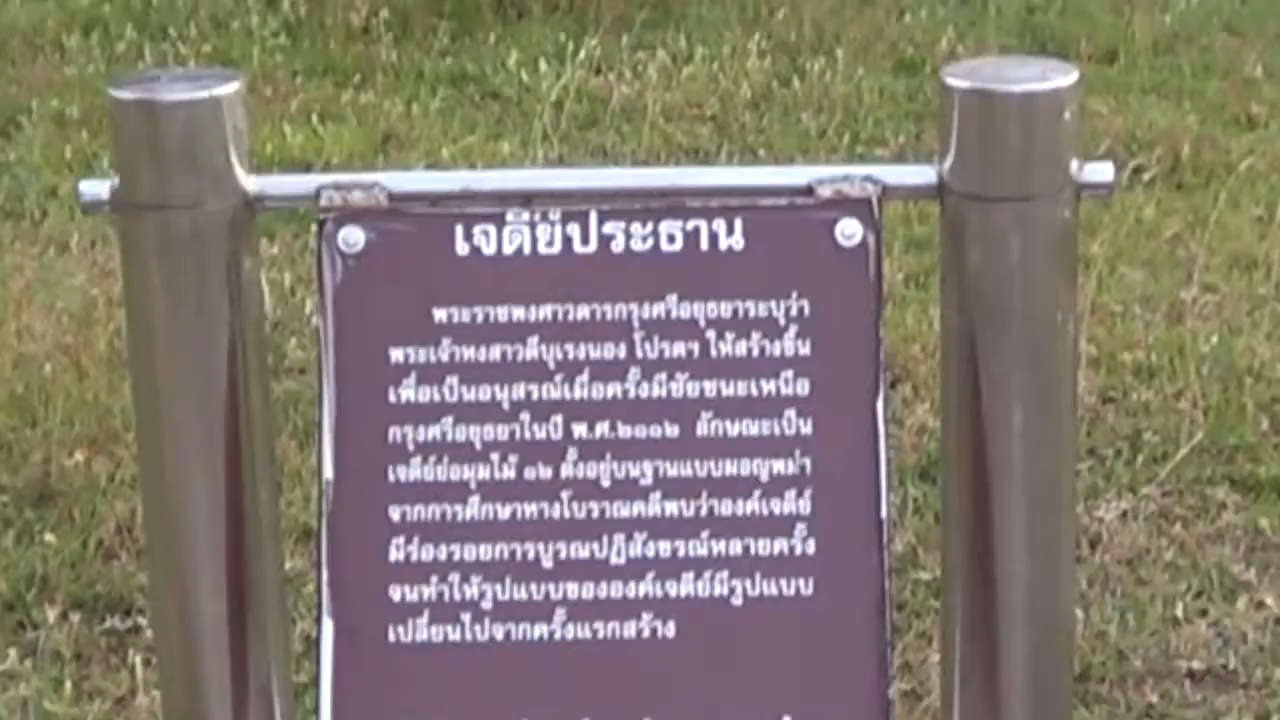 เจดีย์ประธาน
พระราชพงศาวดารกรุงศรีอยุธยาระบุว่า
พระเจ้าหงสาวดีบุเรงนอง โปรดฯ ให้สร้างขึ้น
เพื่อเป็นอนุสรณ์เมื่อครั้งมีชัยชนะเหนือ
กรุงศรีอยุธยาในปี พ.ศ.๒๑๑๒ ลักษณะเป็น
เจดีย์ย่อมุมไม้ ๑๒ ตั้งอยู่บนฐานแบบมอญพม่า
จากการศึกษาทางโบราณคดีพบว่าองค์เจดีย์
มีร่องรอยการบูรณปฏิสังขรณ์หลายครั้ง
จนทำให้รูปแบบขององค์เจดีย์มีรูปแบบ
เปลี่ยนไปจากครั้งแรกสร้าง